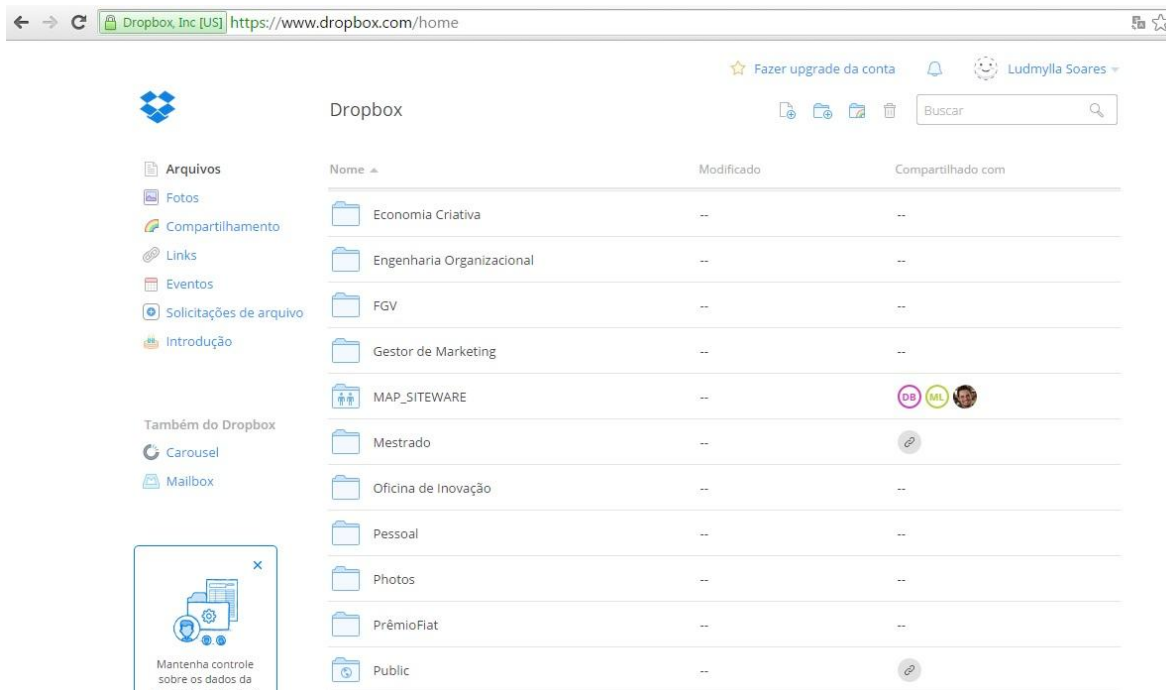 Dropbox, Inc [US] https://www.dropbox.com/home
Fazer upgrade da conta Ludmylla Soares
Dropbox Buscar
Arquivos
Fotos
Compartilhamento
Links
Eventos
Solicitações de arquivo
Introdução
Também do Dropbox
Carousel
Mailbox
Mantenha controle
sobre os dados da
Nome Modificado Compartilhado com
Economia Criativa -- --
Engenharia Organizacional -- --
FGV -- --
Gestor de Marketing -- --
MAP_SITEWARE -- DB ML
Mestrado --
Oficina de Inovação -- --
Pessoal -- --
Photos -- --
PrêmioFiat -- --
Public --